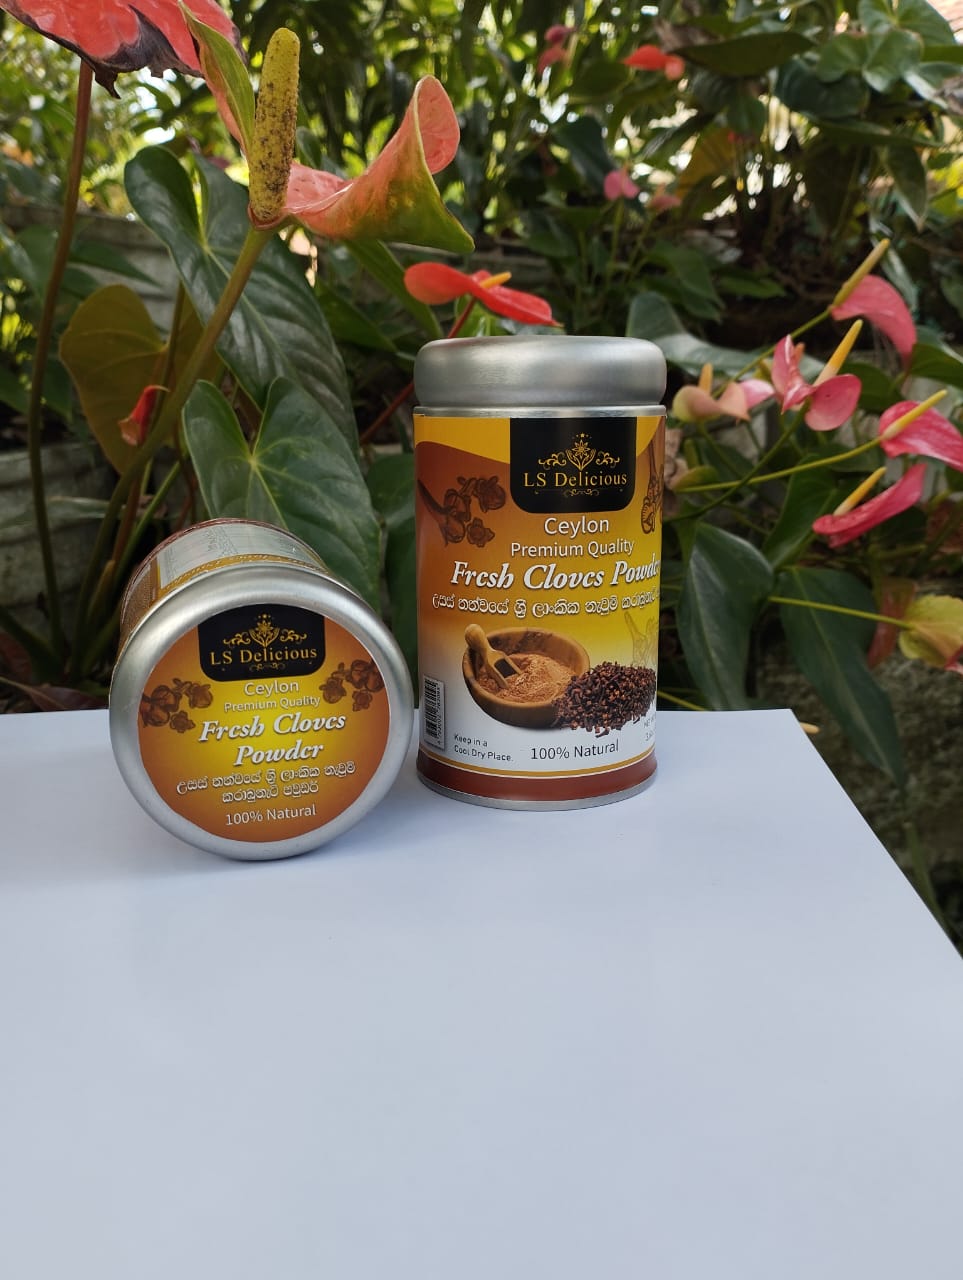 LS Delicious
Ceylon
Premium Quality
Fresh Cloves
Powder
උසස් තත්වයේ ශ්‍රී ලාංකික නැවුම්
කරාබුනැටි පවුඩර්
100% Natural
LS Delicious
Ceylon
Premium Quality
Fresh Cloves Powde
උසස් තත්වයේ ශ්‍රී ලාංකික නැවුම් කරාබුනැටි
Keep in a
Cool Dry Place.
100% Natural